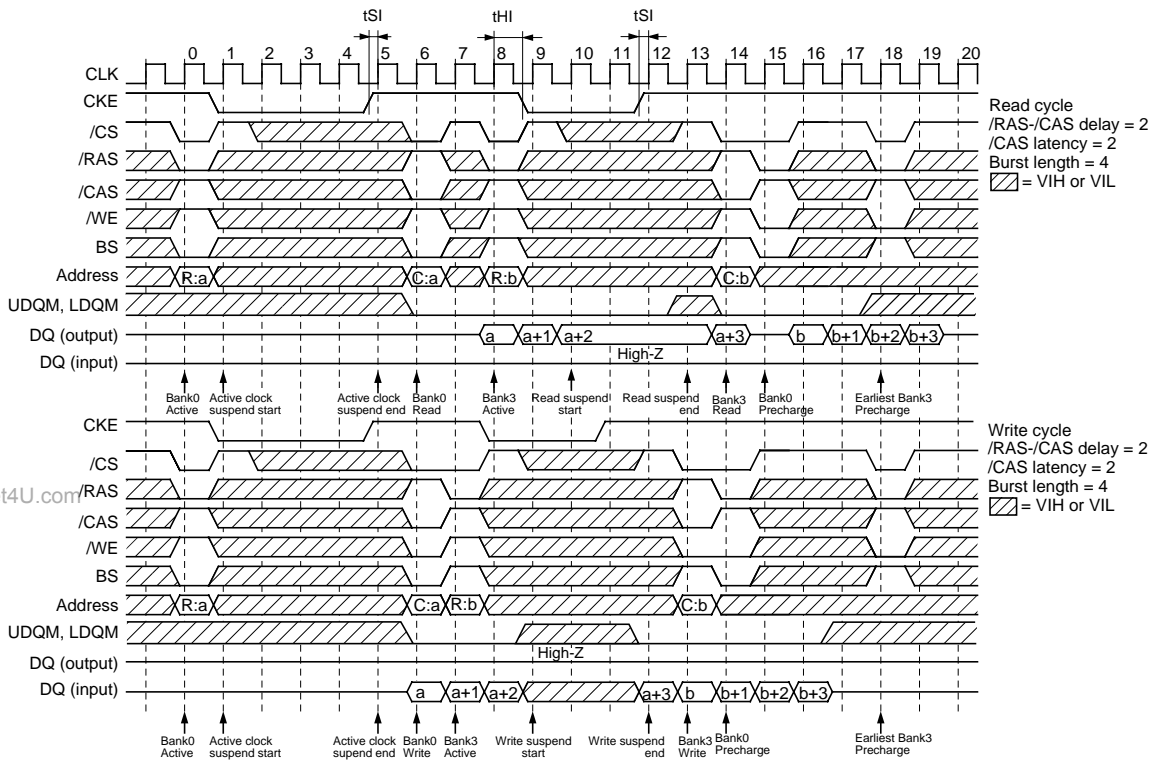 tSI tHI tSI
0 1 2 3 4 5 6 7 8 9 10 11 12 13 14 15 16 17 18 19 20
CLK
CKE
/CS
/RAS
/CAS
/WE
BS
Address R:a C:a R:b C:b
UDQM, LDQM
DQ (output) a a+1 a+2 a+3 b b+1 b+2 b+3
High-Z
DQ (input)
Bank0 Active
Active clock suspend start
Active clock suspend end
Bank0 Read
Bank3 Active
Read suspend start
Read suspend end
Bank3 Read
Bank0 Precharge
Earliest Bank3 Precharge
Read cycle
/RAS-/CAS delay = 2
/CAS latency = 2
Burst length = 4
= VIH or VIL
CKE
/CS
t4U.com
/RAS
/CAS
/WE
BS
Address R:a C:a R:b C:b
UDQM, LDQM
High-Z
DQ (output)
DQ (input) a a+1 a+2 a+3 b b+1 b+2 b+3
Bank0 Active
Active clock suspend start
Active clock supend end
Bank0 Write
Bank3 Active
Write suspend start
Write suspend end
Bank3 Write
Bank0 Precharge
Earliest Bank3 Precharge
Write cycle
/RAS-/CAS delay = 2
/CAS latency = 2
Burst length = 4
= VIH or VIL